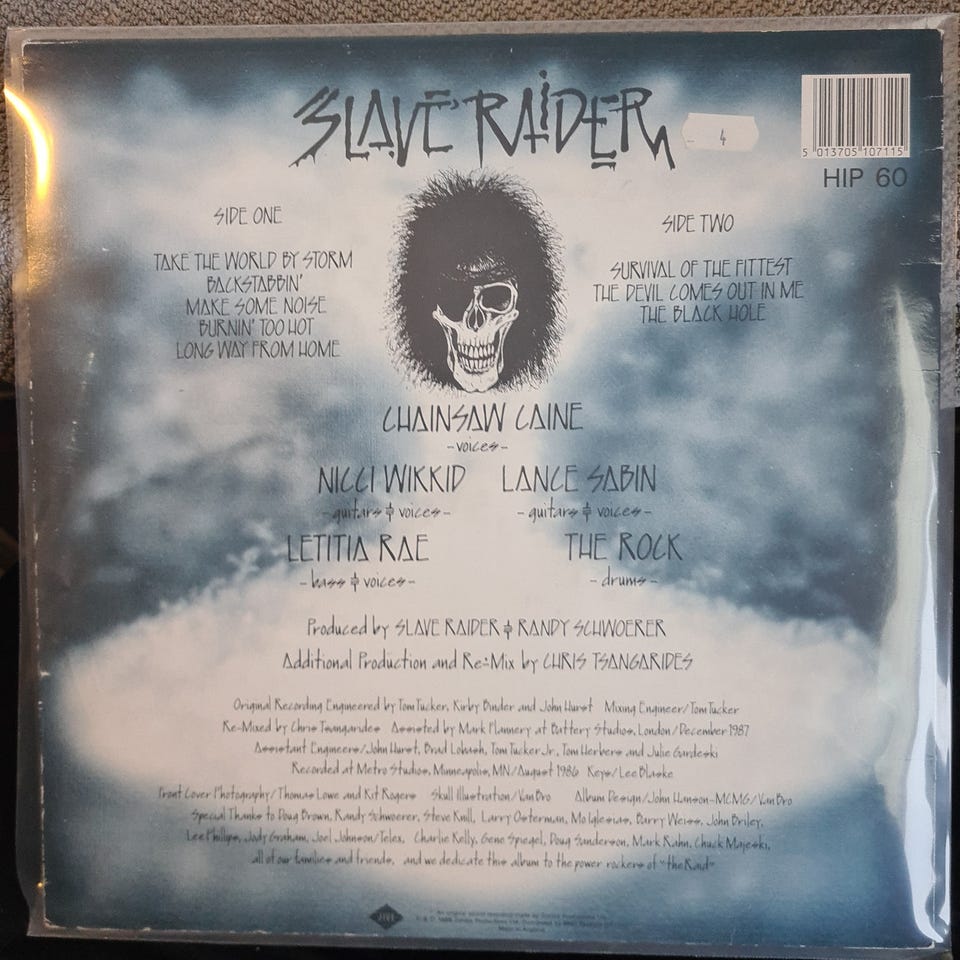 SLAVE RAIDER
4
5 013705 107115
HIP 60
SIDE ONE
TAKE THE WORLD BY STORM
BACKSTABBIN'
MAKE SOME NOISE
BURNIN' TOO HOT
LONG WAY FROM HOME
SIDE TWO
SURVIVAL OF THE FITTEST
THE DEVIL COMES OUT IN ME
THE BLACK HOLE
CHAINSAW CAINE
-voices-
NICCI WIKKID LANCE SABIN
-guitars & voices- -guitars & voices-
LETITIA RAE THE ROCK
-bass & voices- -drums-
Produced by SLAVE RAIDER & RANDY SCHWOERER
Additional Production and Re-Mix by CHRIS TSANGARIDES
Original Recording Engineered by Tom Tucker, Kirby Binder and John Hurst Mixing Engineer/Tom Tucker
Re-Mixed by Chris Tsangarides Assisted by Mark Flannery at Battery Studios, London/December 1987
Assistant Engineers/John Hurst, Brad Lobash, Tom Tucker Jr., Tom Herbers and Julie Gardeski
Recorded at Metro Studios, Minneapolis, MN/August 1986 Keys/Lee Blaske
Front Cover Photography/Thomas Lowe and Kit Rogers Skull Illustration/Van Bro Album Design/John Hanson-MCMG/Van Bro
Special Thanks to Doug Brown, Randy Schwoerer, Steve Knill, Larry Osterman, Mo Iglesias, Barry Weiss, John Briley,
Lee Phillips, Jody Graham, Joel Johnson/Telex, Charlie Kelly, Gene Spiegel, Doug Sanderson, Mark Kahn, Chuck Majeski,
all of our families and friends, and we dedicate this album to the power rockers of "the Raid"
JIVE
Made in England